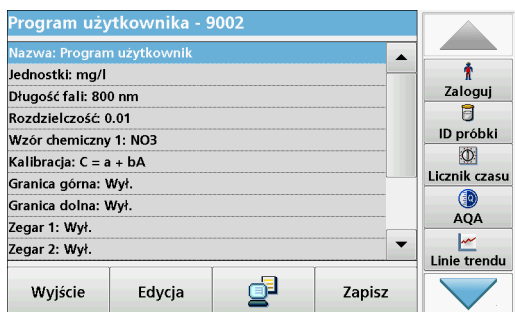 Program użytkownika - 9002
Nazwa: Program użytkownik
Jednostki: mg/l
Długość fali: 800 nm
Rozdzielczość: 0.01
Wzór chemiczny 1: NO3
Kalibracja: C = a + bA
Granica górna: Wył.
Granica dolna: Wył.
Zegar 1: Wył.
Zegar 2: Wył.
Zaloguj
ID próbki
Licznik czasu
AQA
Linie trendu
Wyjście
Edycja
Zapisz